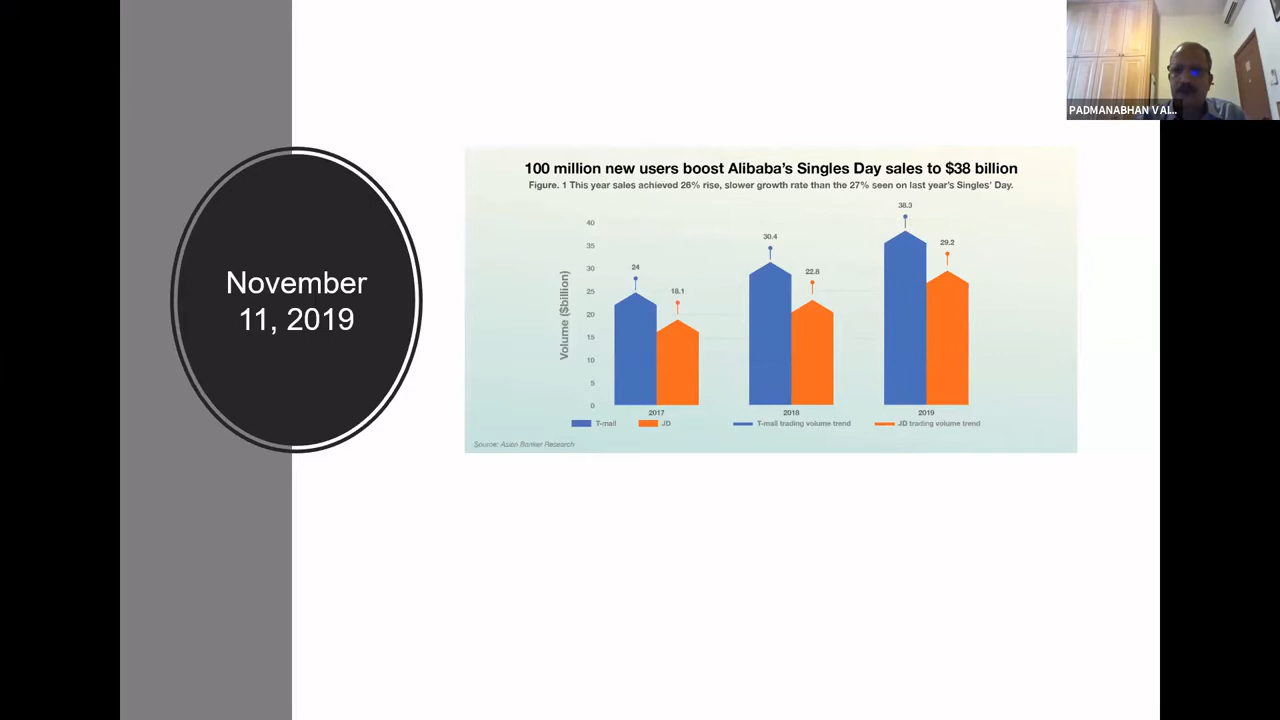 PADMANABHAN VAL...
November
11, 2019
100 million new users boost Alibaba's Singles Day sales to $38 billion
Figure. 1 This year sales achieved 26% rise, slower growth rate than the 27% seen on last year's Singles' Day.
Volume ($billion)
40
35
30
25
20
15
10
5
0
24
18.1
30.4
22.8
38.3
29.2
2017
2018
2019
T-mall
JD
T-mall trading volume trend
JD trading volume trend
Source: Asian Banker Research